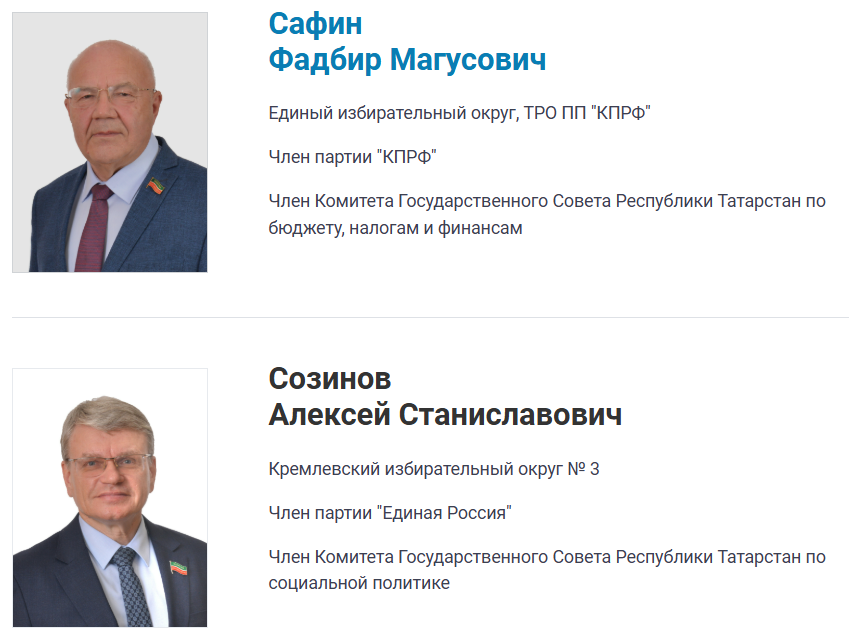 Сафин
Фадбир Магусович
Единый избирательный округ, ТРО ПП "КПРФ"
Член партии "КПРФ"
Член Комитета Государственного Совета Республики Татарстан по
бюджету, налогам и финансам
Созинов
Алексей Станиславович
Кремлевский избирательный округ № 3
Член партии "Единая Россия"
Член Комитета Государственного Совета Республики Татарстан по
социальной политике